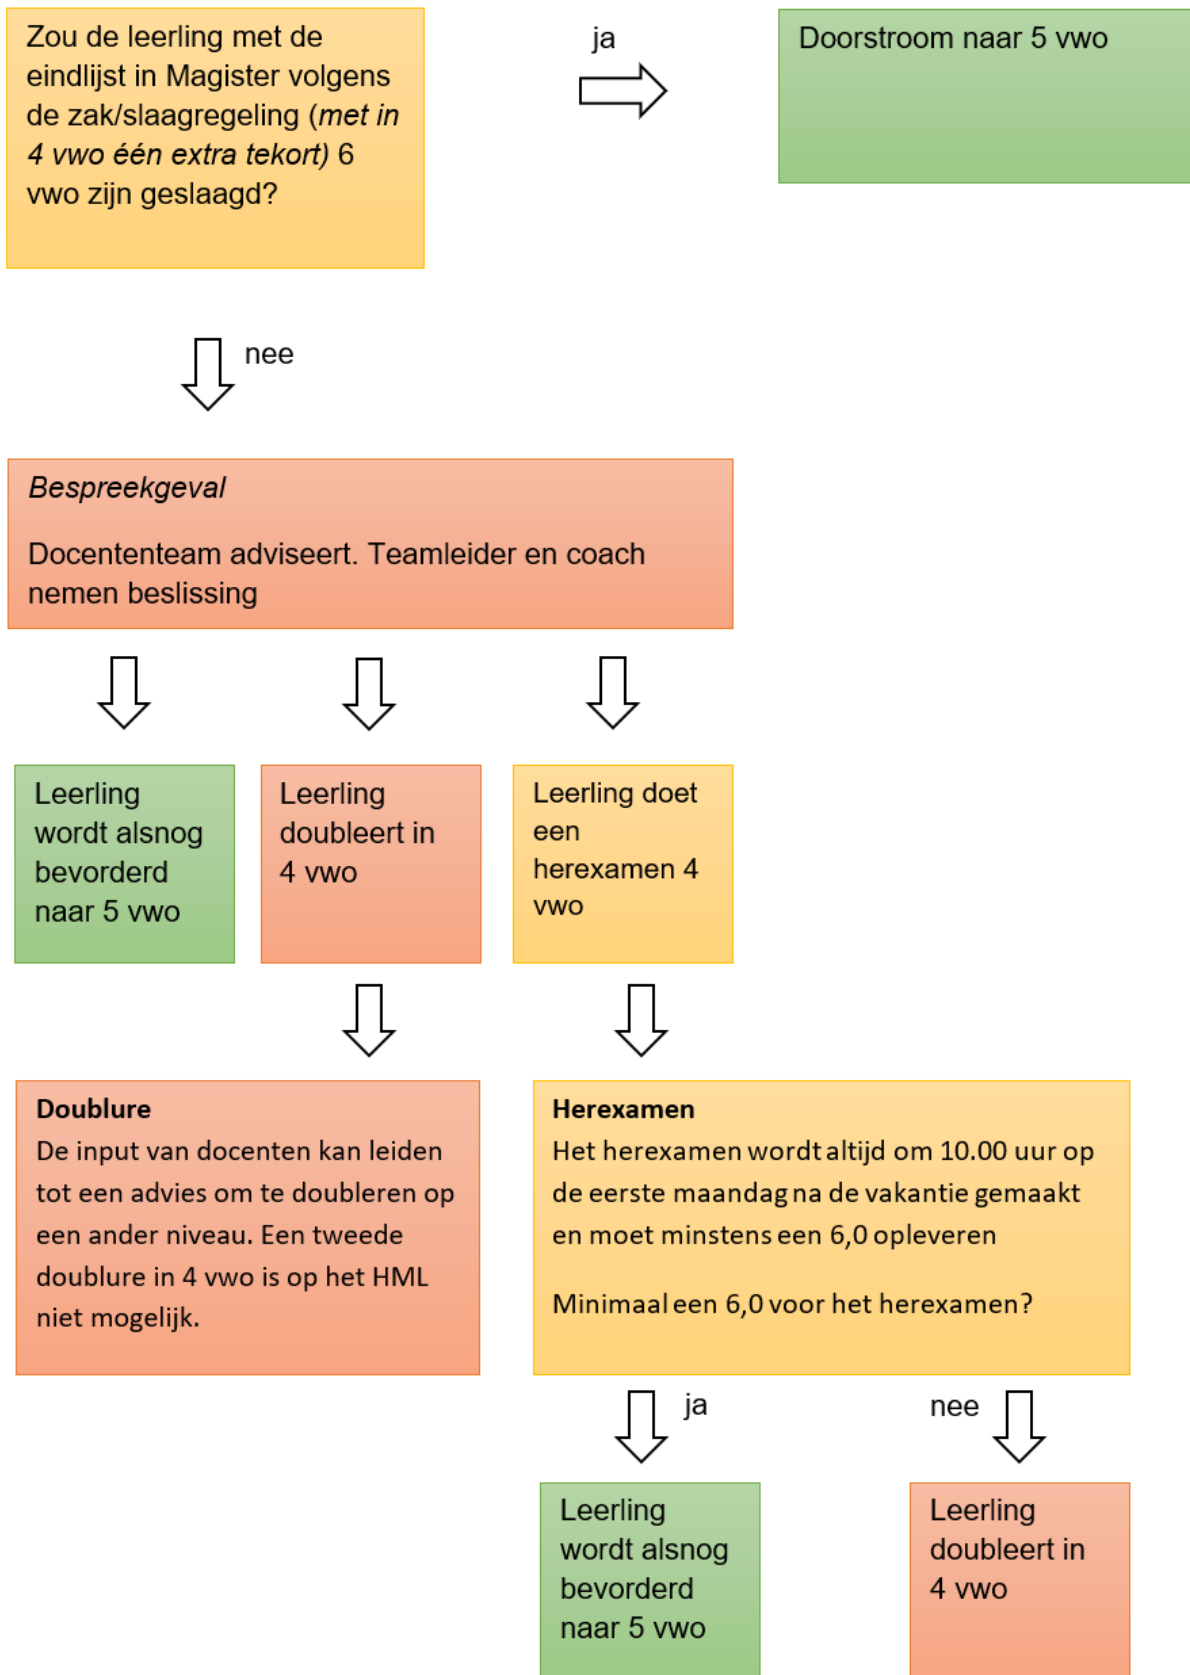 Zou de leerling met de
eindlijst in Magister volgens
de zak/slaagregeling (met in
4 vwo één extra tekort) 6
vwo zijn geslaagd?
ja
Doorstroom naar 5 vwo
nee
Bespreekgeval
Docententeam adviseert. Teamleider en coach
nemen beslissing
Leerling
wordt alsnog
bevorderd
naar 5 vwo
Leerling
doubleert in
4 vwo
Leerling doet
een
herexamen 4
vwo
Doublure
De input van docenten kan leiden
tot een advies om te doubleren op
een ander niveau. Een tweede
doublure in 4 vwo is op het HML
niet mogelijk.
Herexamen
Het herexamen wordt altijd om 10.00 uur op
de eerste maandag na de vakantie gemaakt
en moet minstens een 6,0 opleveren
Minimaal een 6,0 voor het herexamen?
ja
nee
Leerling
wordt alsnog
bevorderd
naar 5 vwo
Leerling
doubleert in
4 vwo